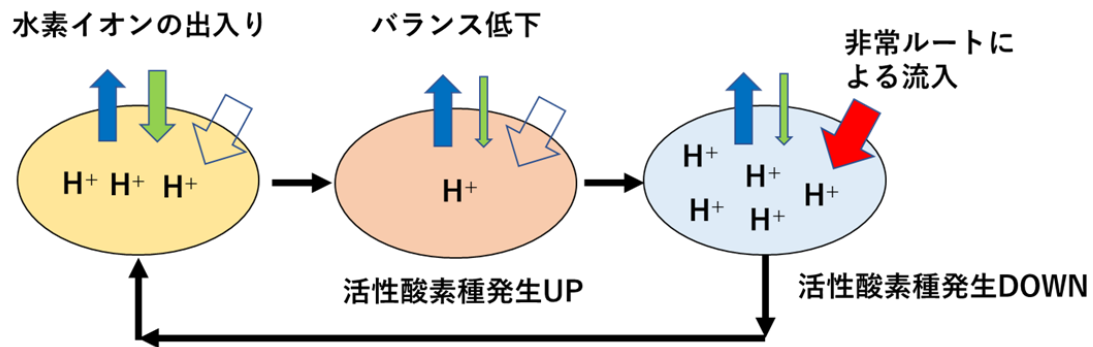 水素イオンの出入り
バランス低下
非常ルートに
よる流入
H⁺ H⁺ H⁺
H⁺
H⁺
H⁺
H⁺
H⁺
H⁺
活性酸素種発生UP
活性酸素種発生DOWN